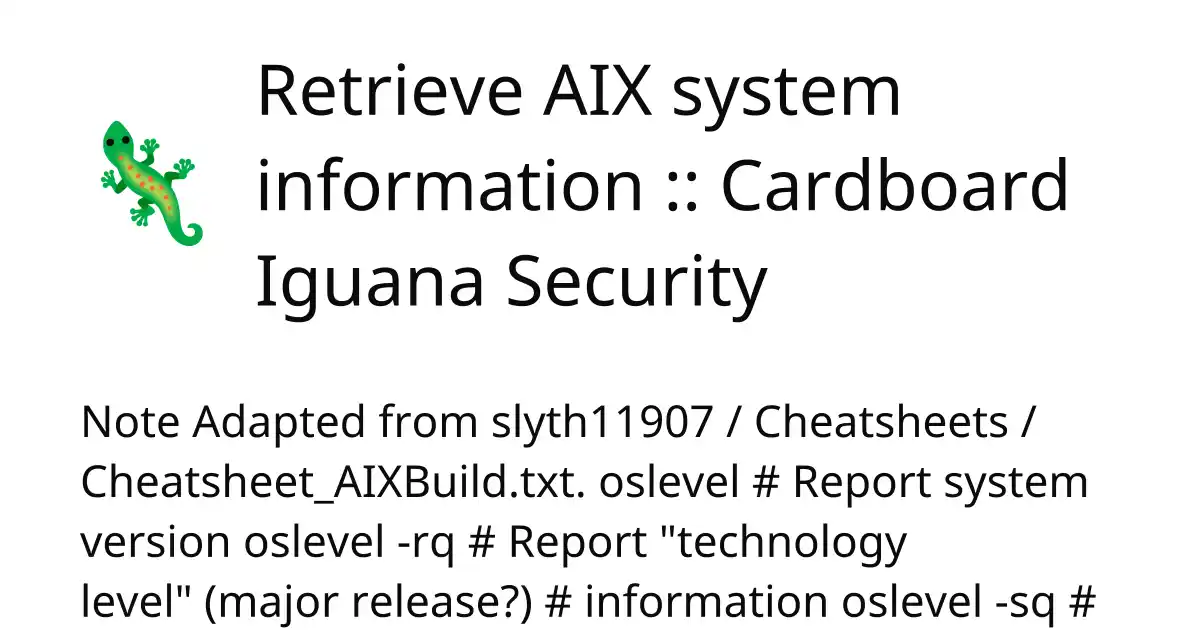 Retrieve AIX system
information :: Cardboard
Iguana Security
Note Adapted from slyth11907 / Cheatsheets /
Cheatsheet_AIXBuild.txt. oslevel # Report system
version oslevel -rq # Report "technology
level" (major release?) # information oslevel -sq #